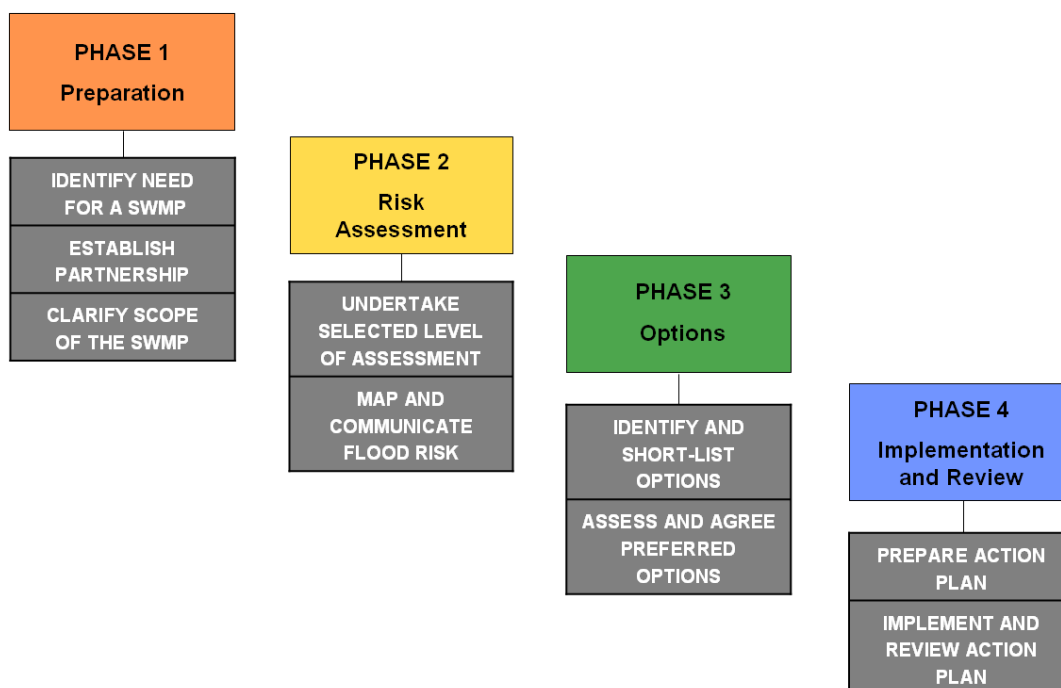 PHASE 1
Preparation
IDENTIFY NEED
FOR A SWMP
ESTABLISH
PARTNERSHIP
CLARIFY SCOPE
OF THE SWMP
PHASE 2
Risk
Assessment
UNDERTAKE
SELECTED LEVEL
OF ASSESSMENT
MAP AND
COMMUNICATE
FLOOD RISK
PHASE 3
Options
IDENTIFY AND
SHORT-LIST
OPTIONS
ASSESS AND AGREE
PREFERRED
OPTIONS
PHASE 4
Implementation
and Review
PREPARE ACTION
PLAN
IMPLEMENT AND
REVIEW ACTION
PLAN